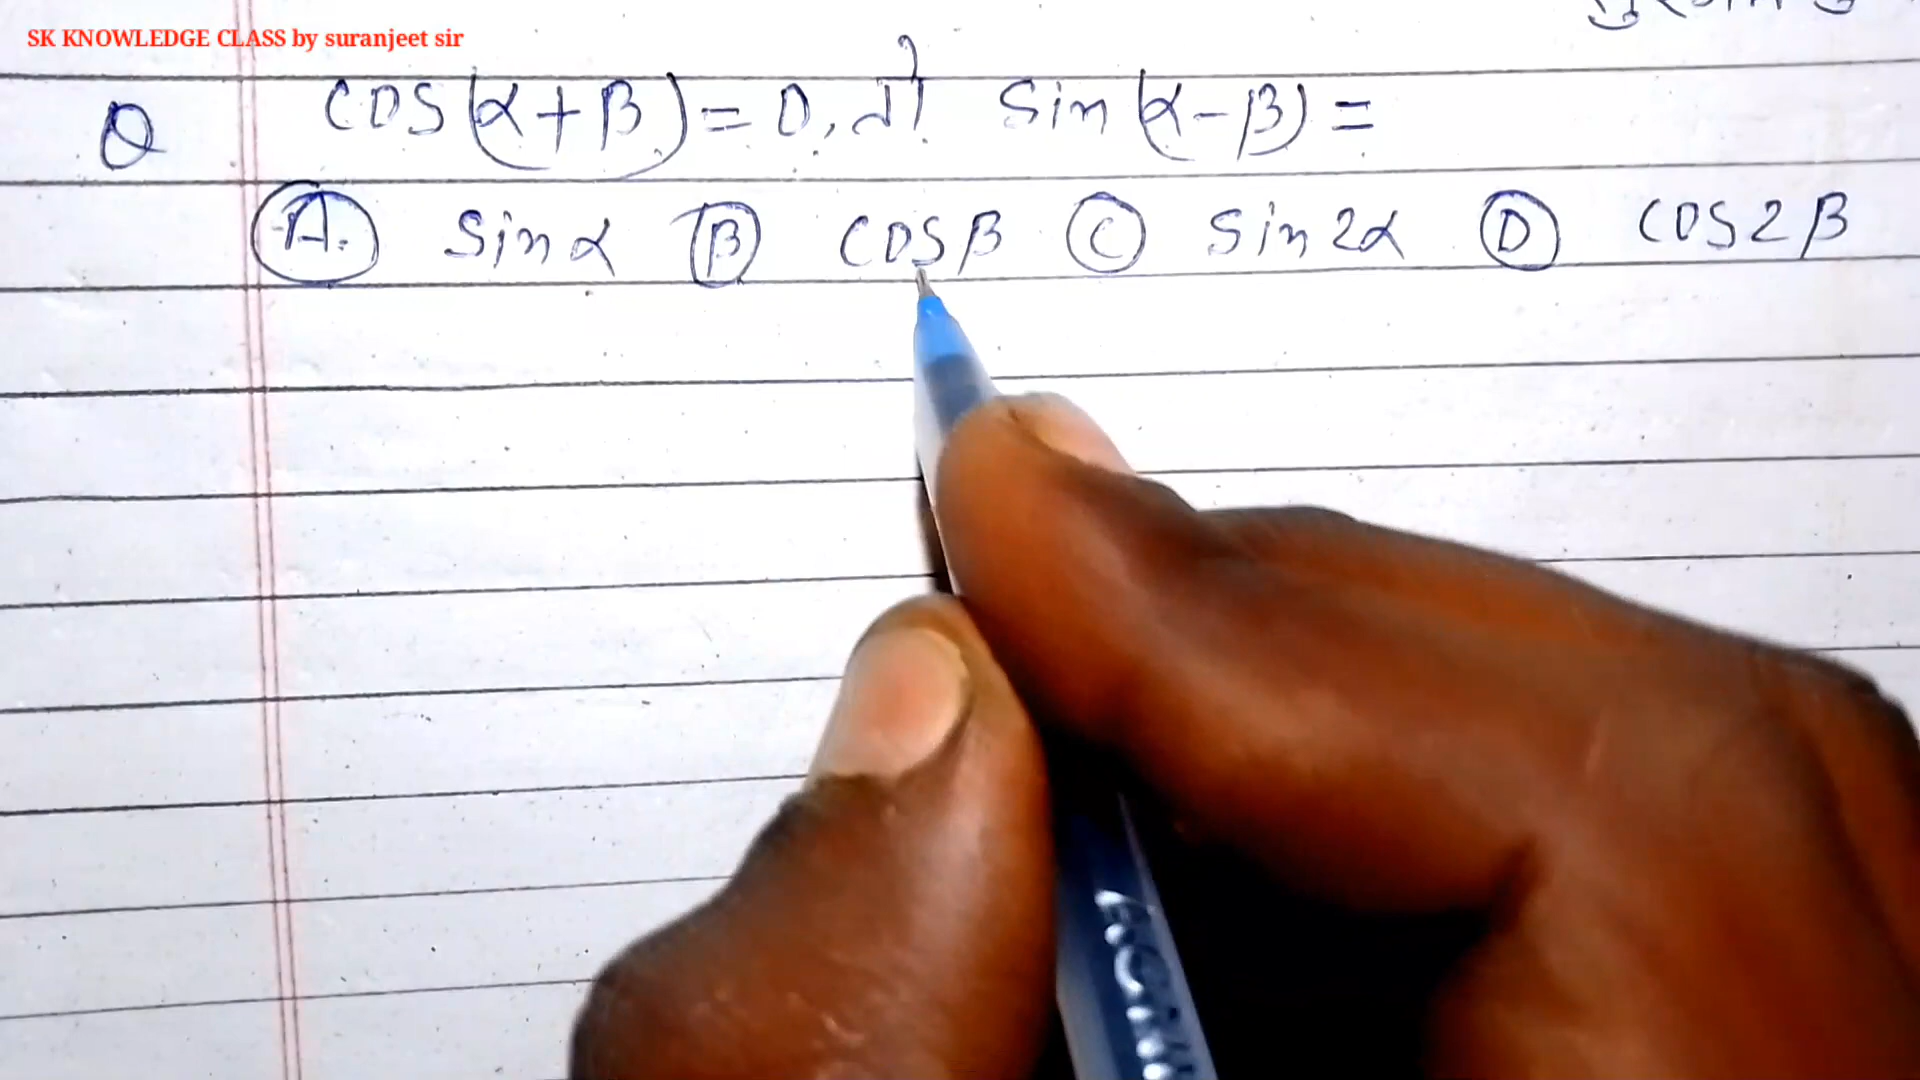 SK KNOWLEDGE CLASS by suranjeet sir
Q cos(α+β)=0, तो sin(α-β)=
A. sinα B cosβ C sin2α D cos2β